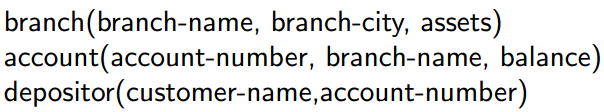 branch(branch-name, branch-city, assets)
account(account-number, branch-name, balance)
depositor(customer-name,account-number)